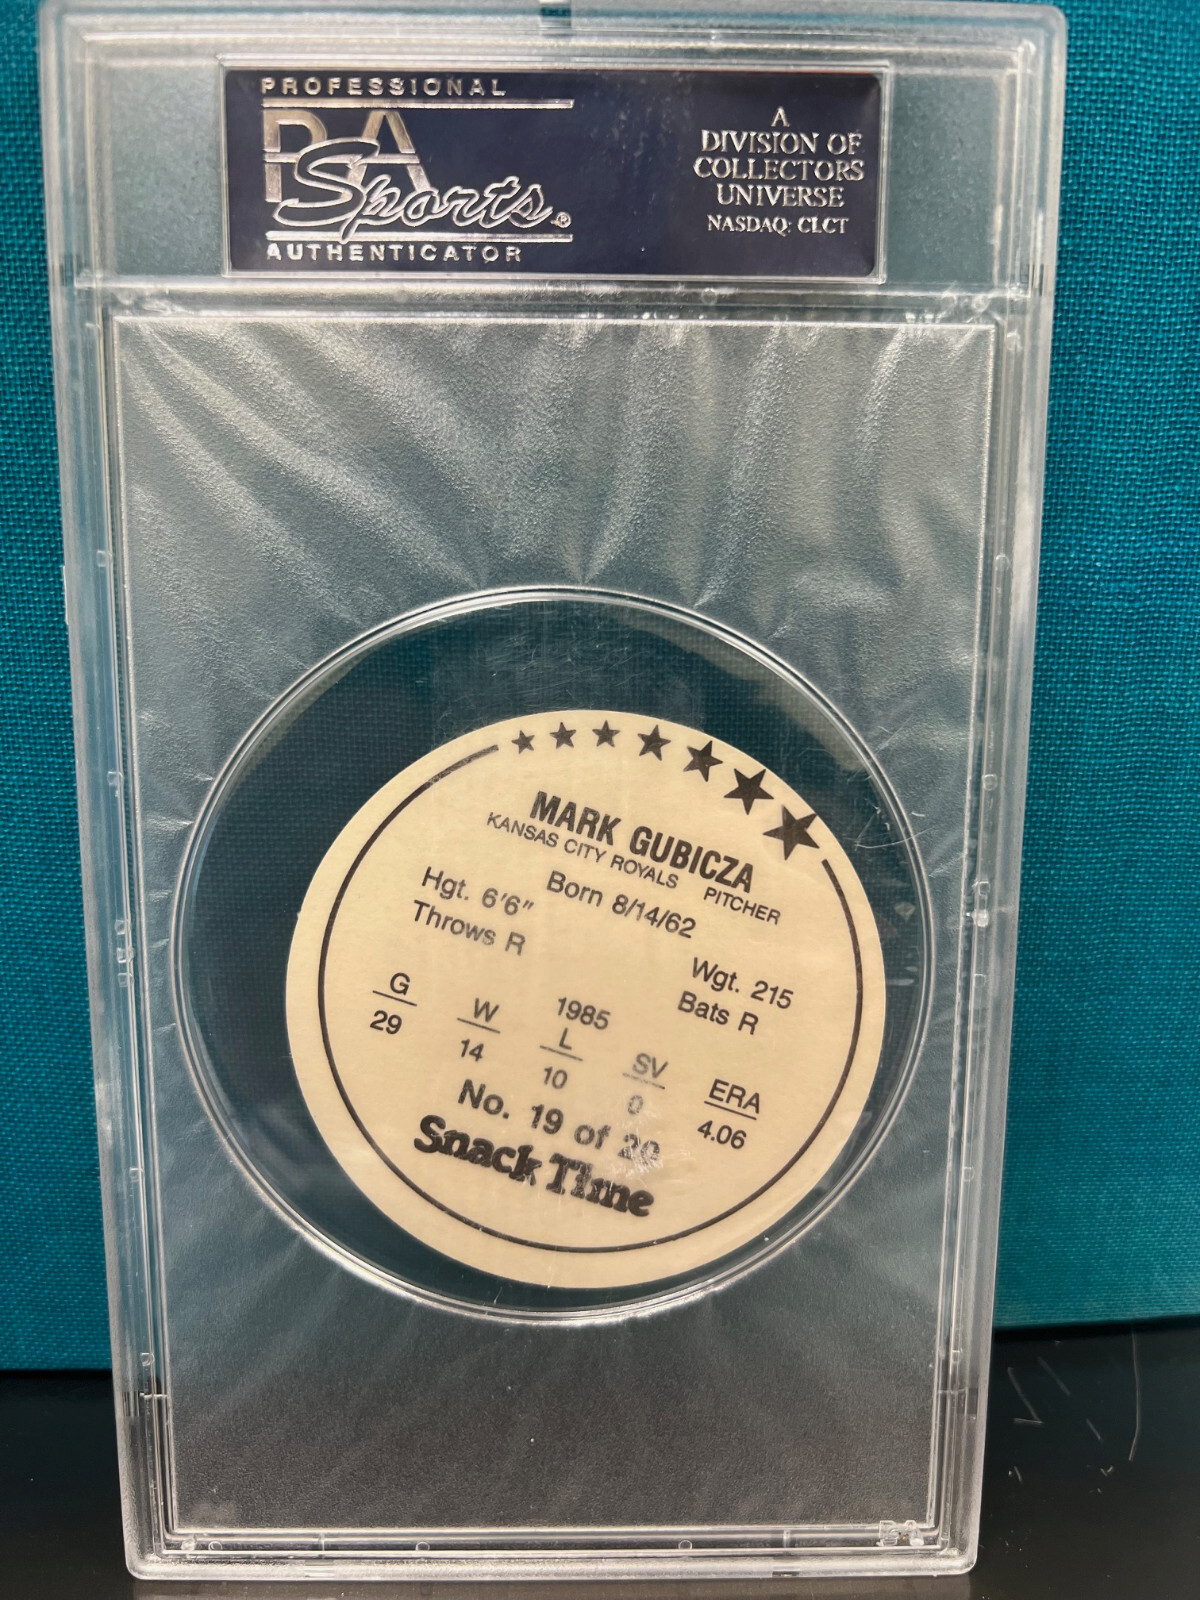 PROFESSIONAL
PSA
Sports®
AUTHENTICATOR
A
DIVISION OF
COLLECTORS
UNIVERSE
NASDAQ: CLCT
MARK GUBICZA
KANSAS CITY ROYALS PITCHER
Born 8/14/62
Hgt. 6'6" Wgt. 215
Throws R Bats R
1985
G W L SV ERA
29 14 10 0 4.06
No. 19 of 20
Snack Time
PSA